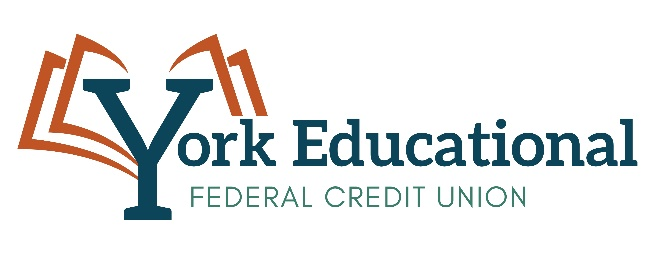 York Educational
FEDERAL CREDIT UNION